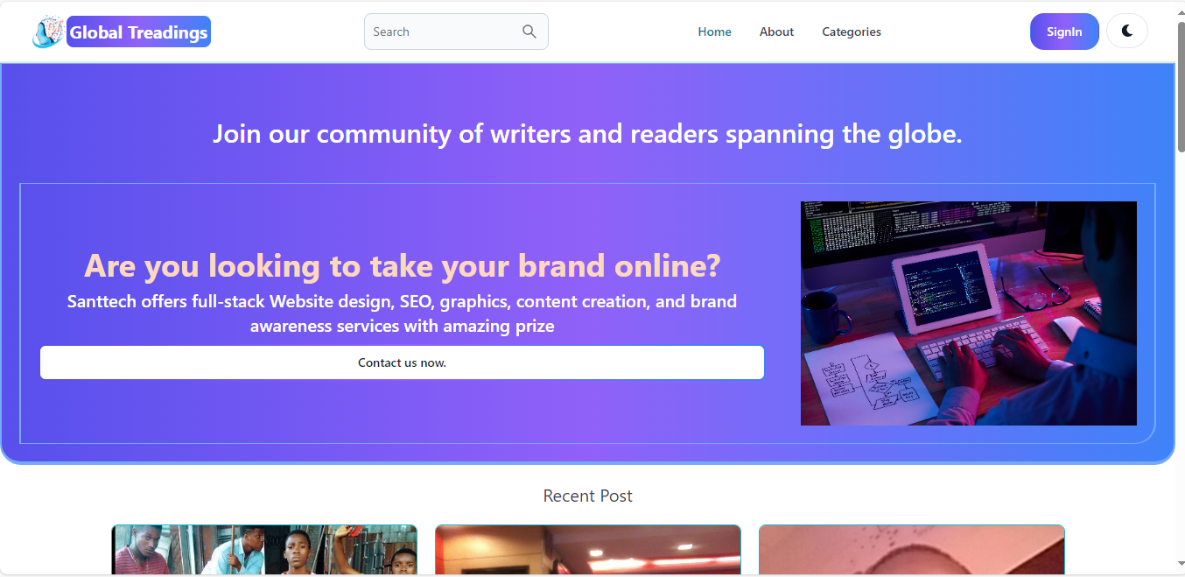 Global Treadings
Search
Home
About
Categories
SignIn
Join our community of writers and readers spanning the globe.
Are you looking to take your brand online?
Santtech offers full-stack Website design, SEO, graphics, content creation, and brand
awareness services with amazing prize
Contact us now.
Recent Post